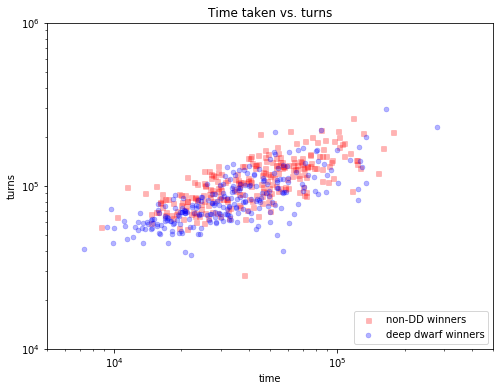 Time taken vs. turns
10^6
10^5
10^4
turns
10^4
10^5
time
non-DD winners
deep dwarf winners